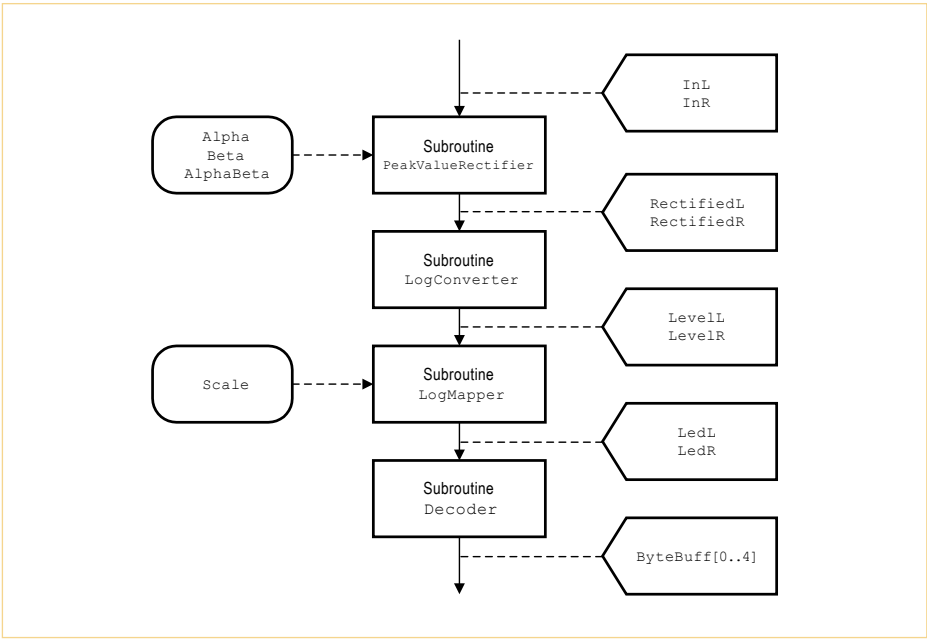 InL
InR
Alpha
Beta
AlphaBeta
Subroutine
PeakValueRectifier
RectifiedL
RectifiedR
Subroutine
LogConverter
LevelL
LevelR
Scale
Subroutine
LogMapper
LedL
LedR
Subroutine
Decoder
ByteBuff[0..4]